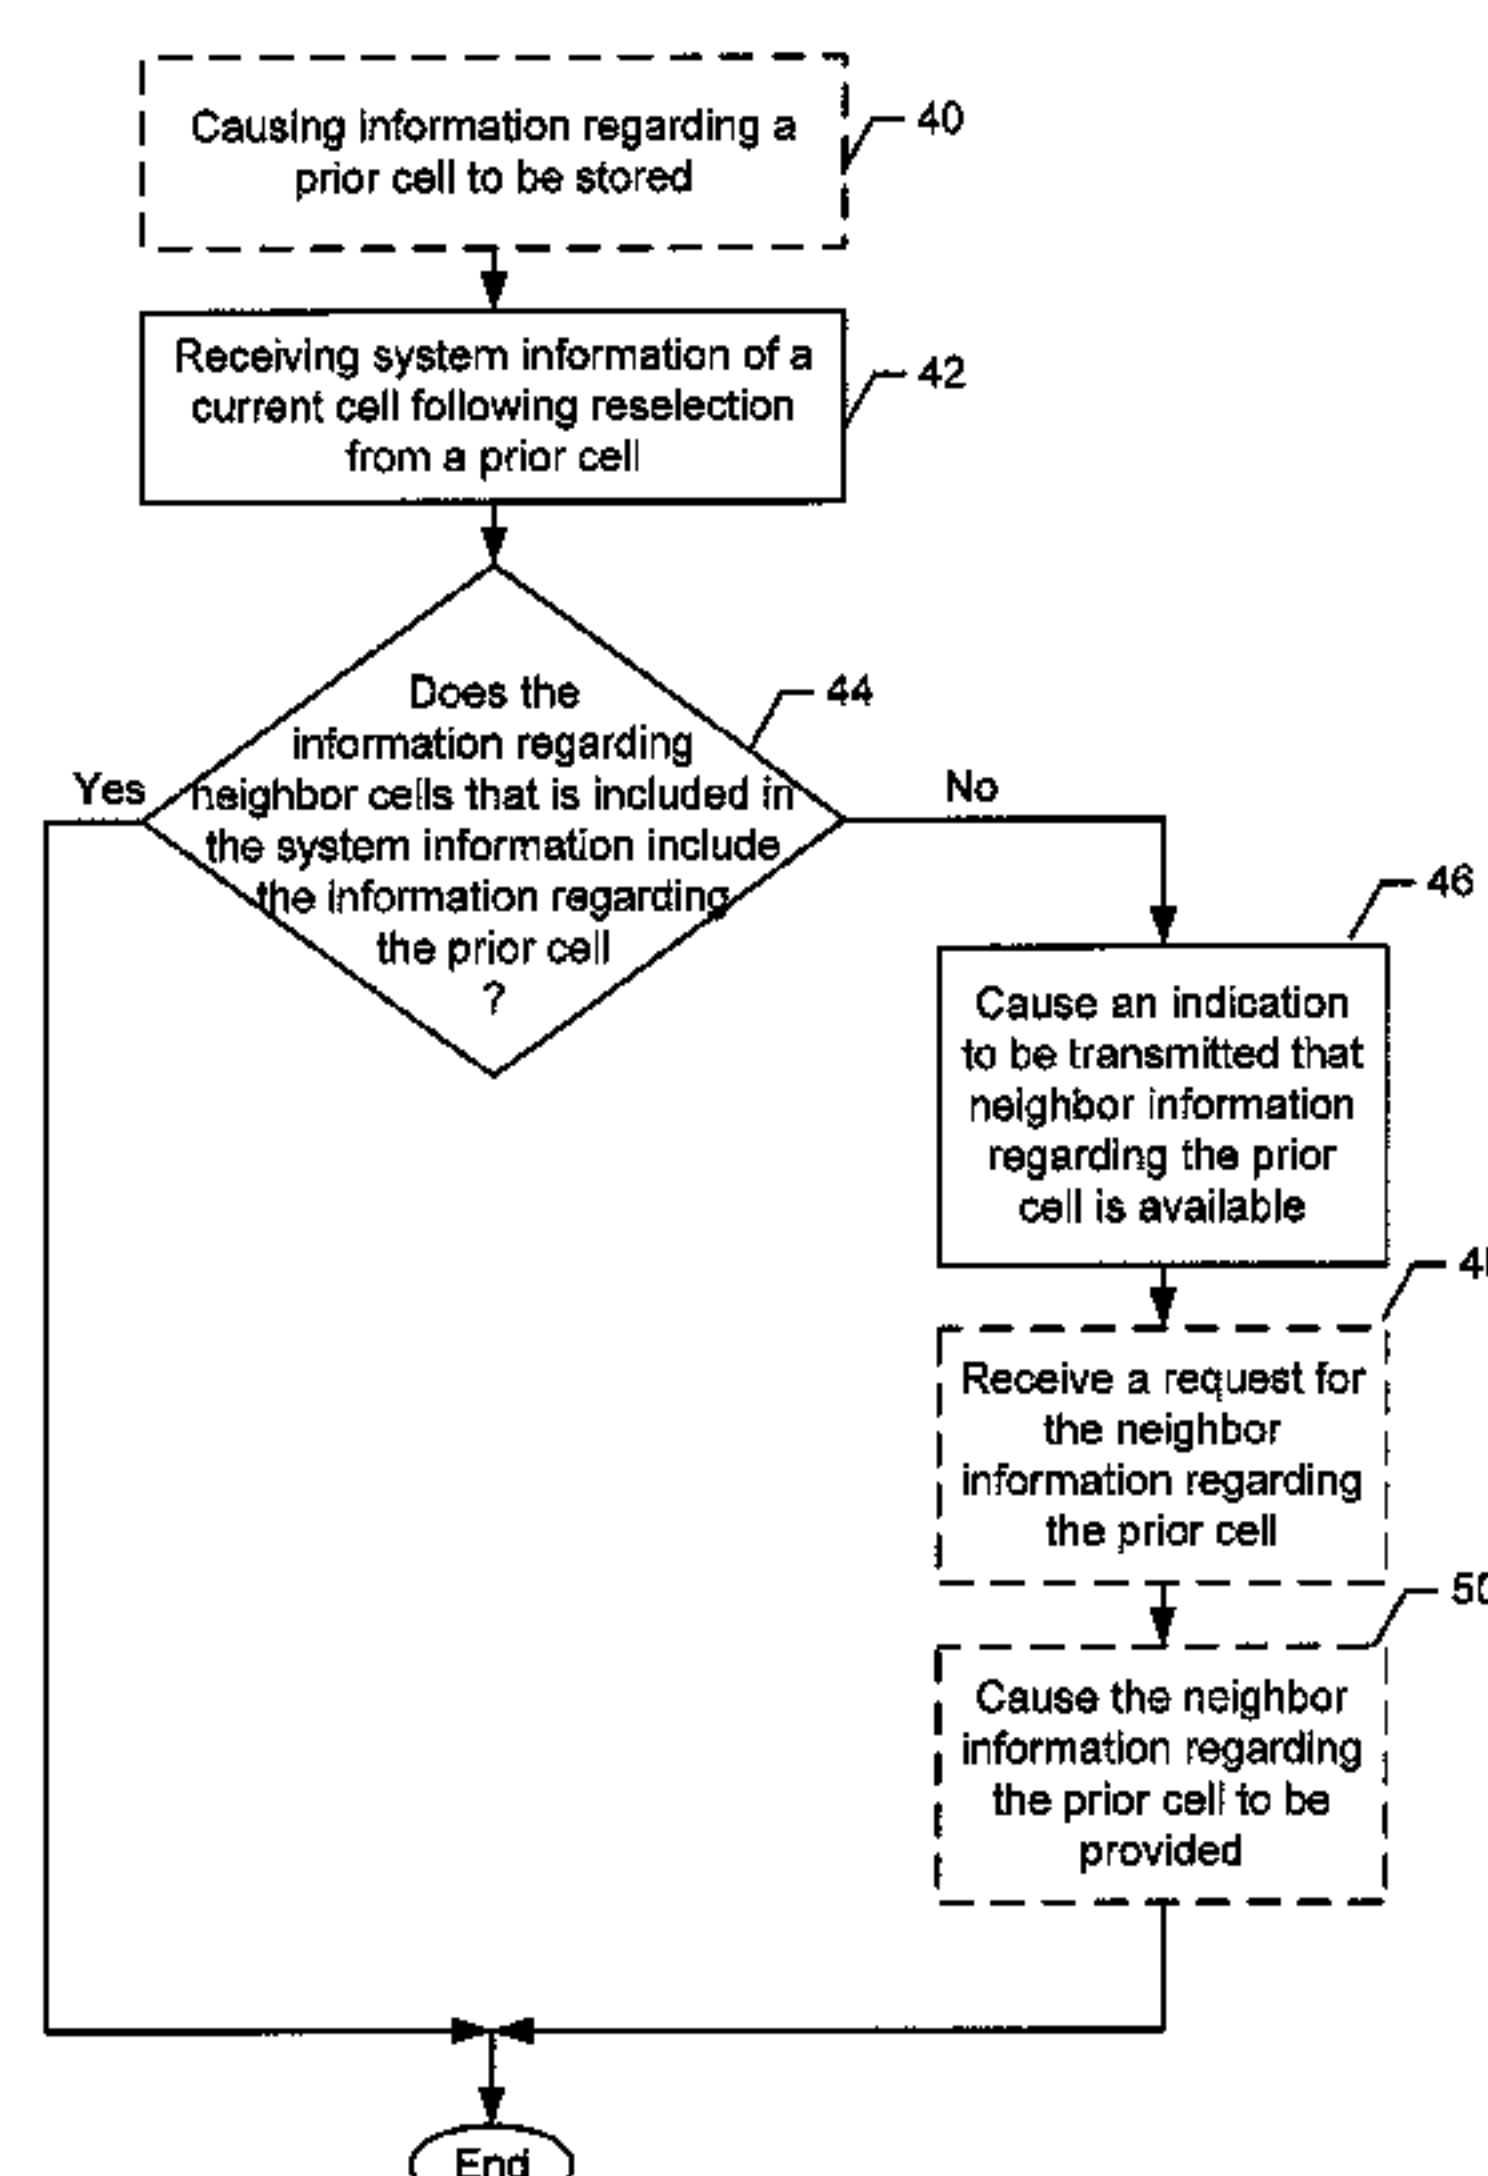 Causing information regarding a
prior cell to be stored
40
Receiving system information of a
current cell following reselection
from a prior cell
42
Does the
information regarding
neighbor cells that is included in
the system information include
the information regarding
the prior cell
?
44
Yes
No
46
Cause an indication
to be transmitted that
neighbor information
regarding the prior
cell is available
Receive a request for
the neighbor
information regarding
the prior cell
50
Cause the neighbor
information regarding
the prior cell to be
provided
End